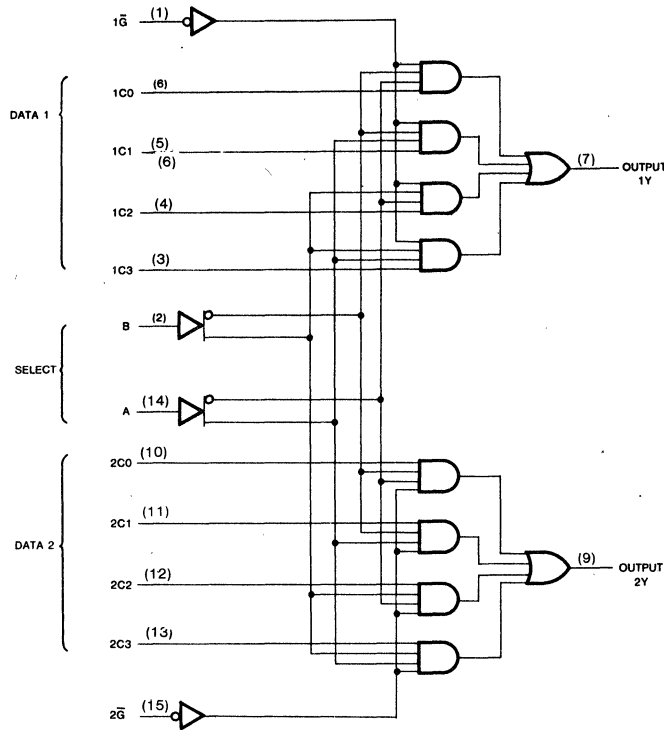 1G̅ (1)
DATA 1
1C0 (6)
1C1 (5)
(6)
1C2 (4)
1C3 (3)
(7) OUTPUT
1Y
SELECT
B (2)
A (14)
DATA 2
2C0 (10)
2C1 (11)
2C2 (12)
2C3 (13)
(9) OUTPUT
2Y
2G̅ (15)